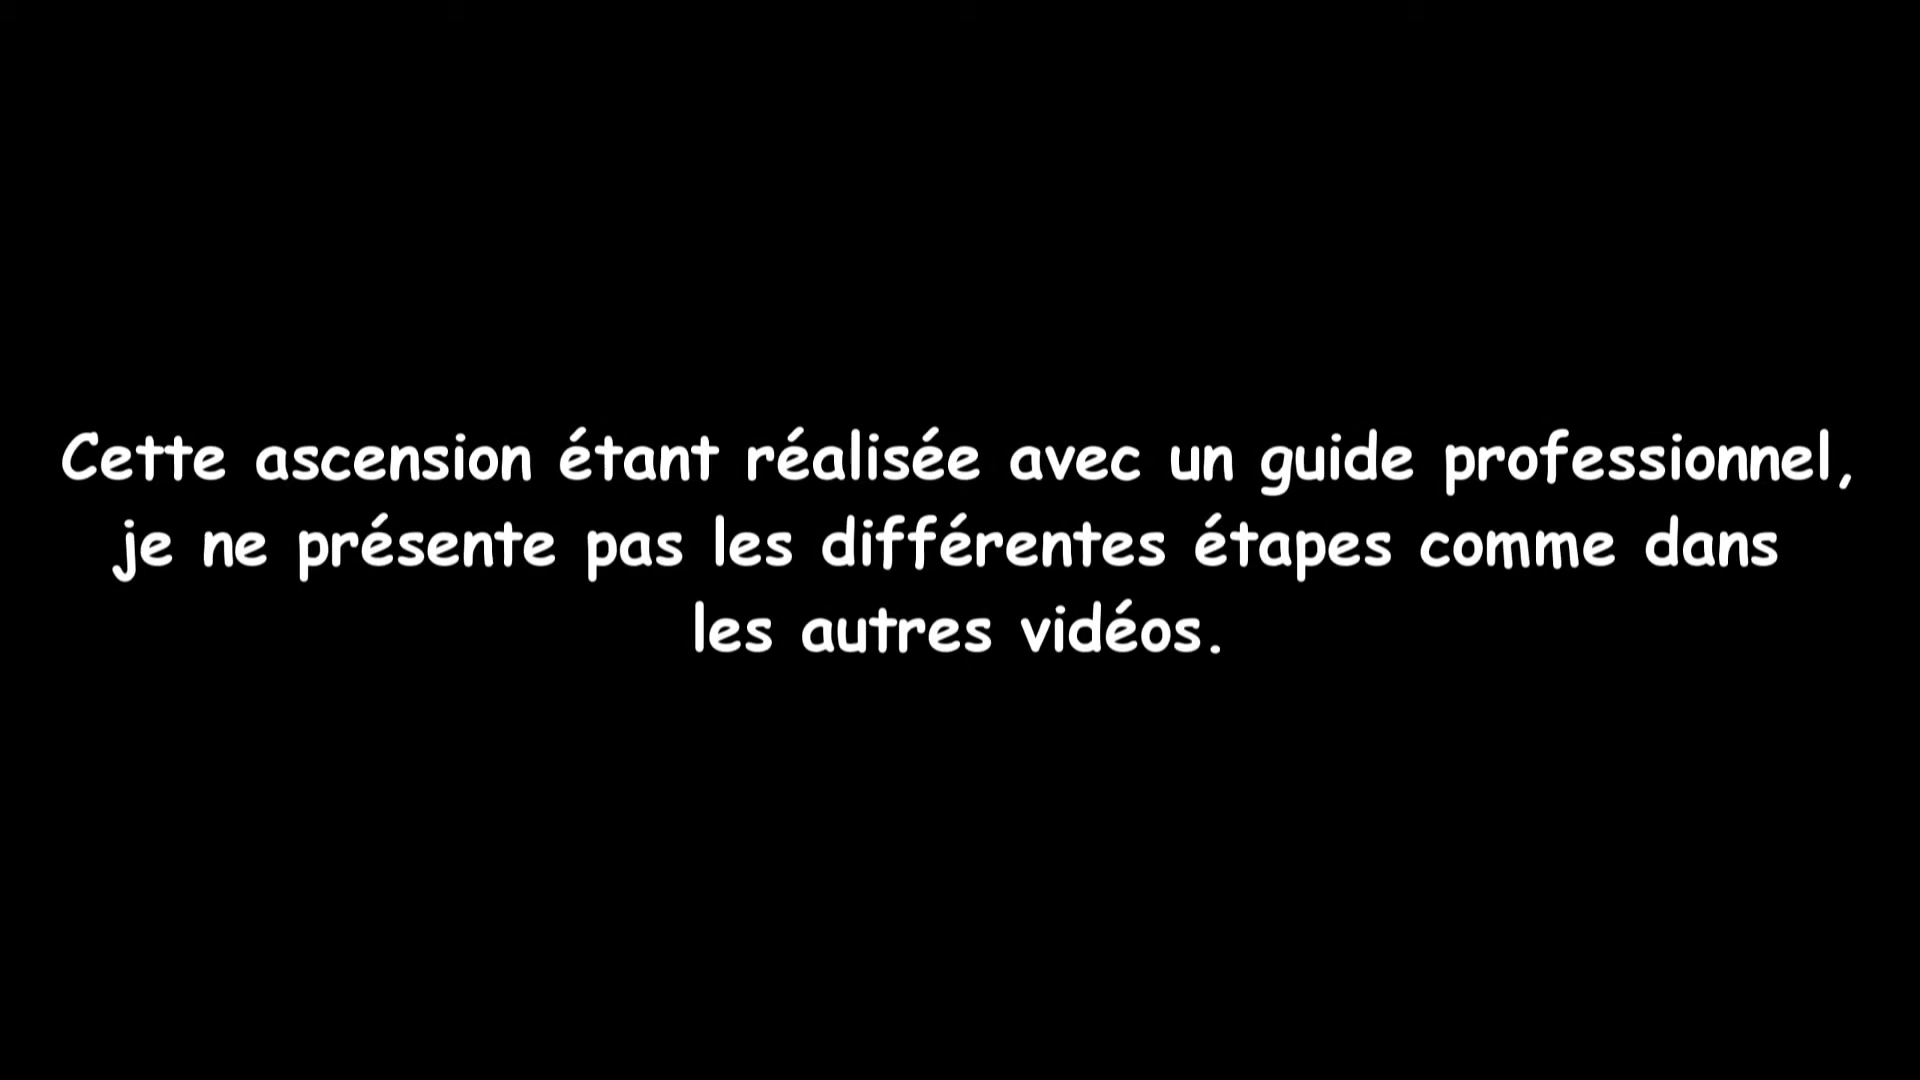 Cette ascension étant réalisée avec un guide professionnel,
je ne présente pas les différentes étapes comme dans
les autres vidéos.